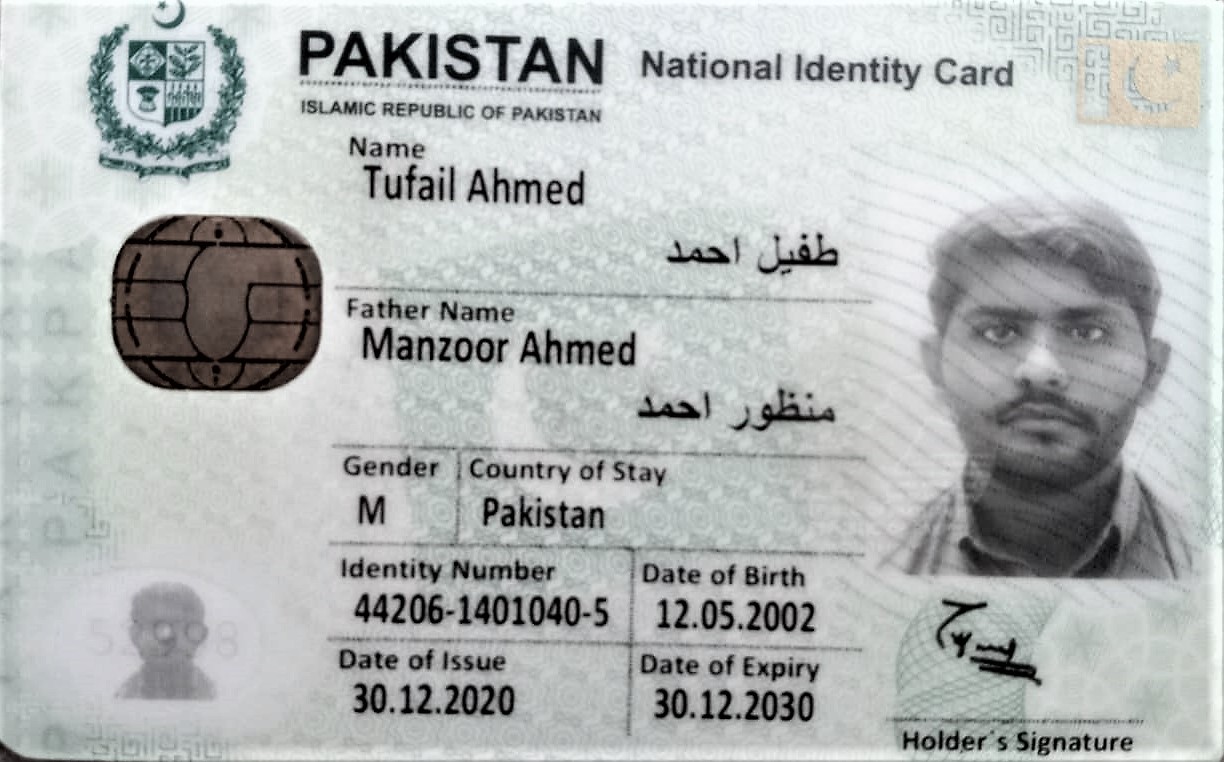 PAKISTAN National Identity Card
ISLAMIC REPUBLIC OF PAKISTAN
Name
Tufail Ahmed
طفیل احمد
Father Name
Manzoor Ahmed
منظور احمد
Gender Country of Stay
M Pakistan
Identity Number Date of Birth
44206-1401040-5 12.05.2002
Date of Issue Date of Expiry
30.12.2020 30.12.2030
Holder's Signature